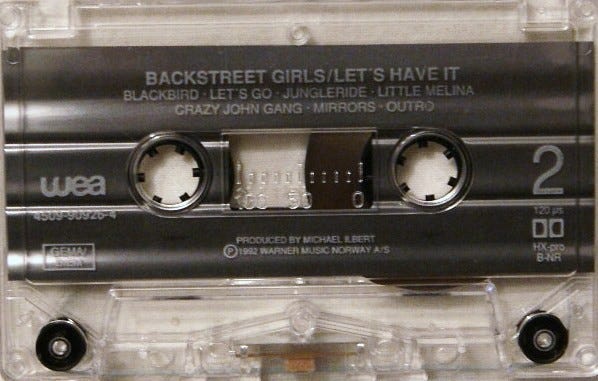 BACKSTREET GIRLS/LET'S HAVE IT
BLACKBIRD · LET'S GO · JUNGLERIDE · LITTLE MELINA
CRAZY JOHN GANG · MIRRORS · OUTRO
wea
4509-90926-4
100 50 0
2
120 µs
HX-pro
B-NR
GEMA/
PRODUCED BY MICHAEL ILBERT
Ⓟ1992 WARNER MUSIC NORWAY A/S